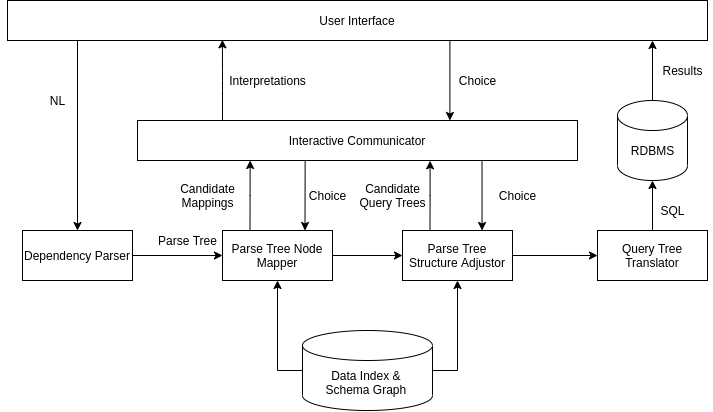 User Interface
NL
Interpretations
Choice
Results
Interactive Communicator
RDBMS
Candidate
Mappings
Choice
Candidate
Query Trees
Choice
SQL
Dependency Parser
Parse Tree
Parse Tree Node
Mapper
Parse Tree
Structure Adjustor
Query Tree
Translator
Data Index &
Schema Graph